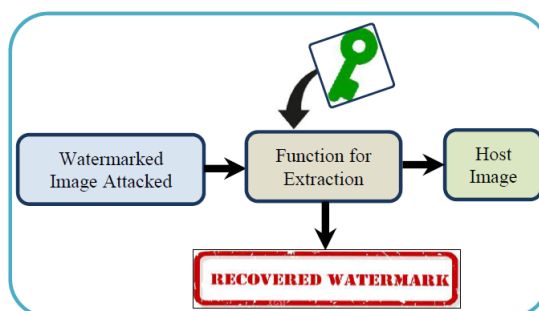 Watermarked
Image Attacked
Function for
Extraction
Host
Image
RECOVERED WATERMARK